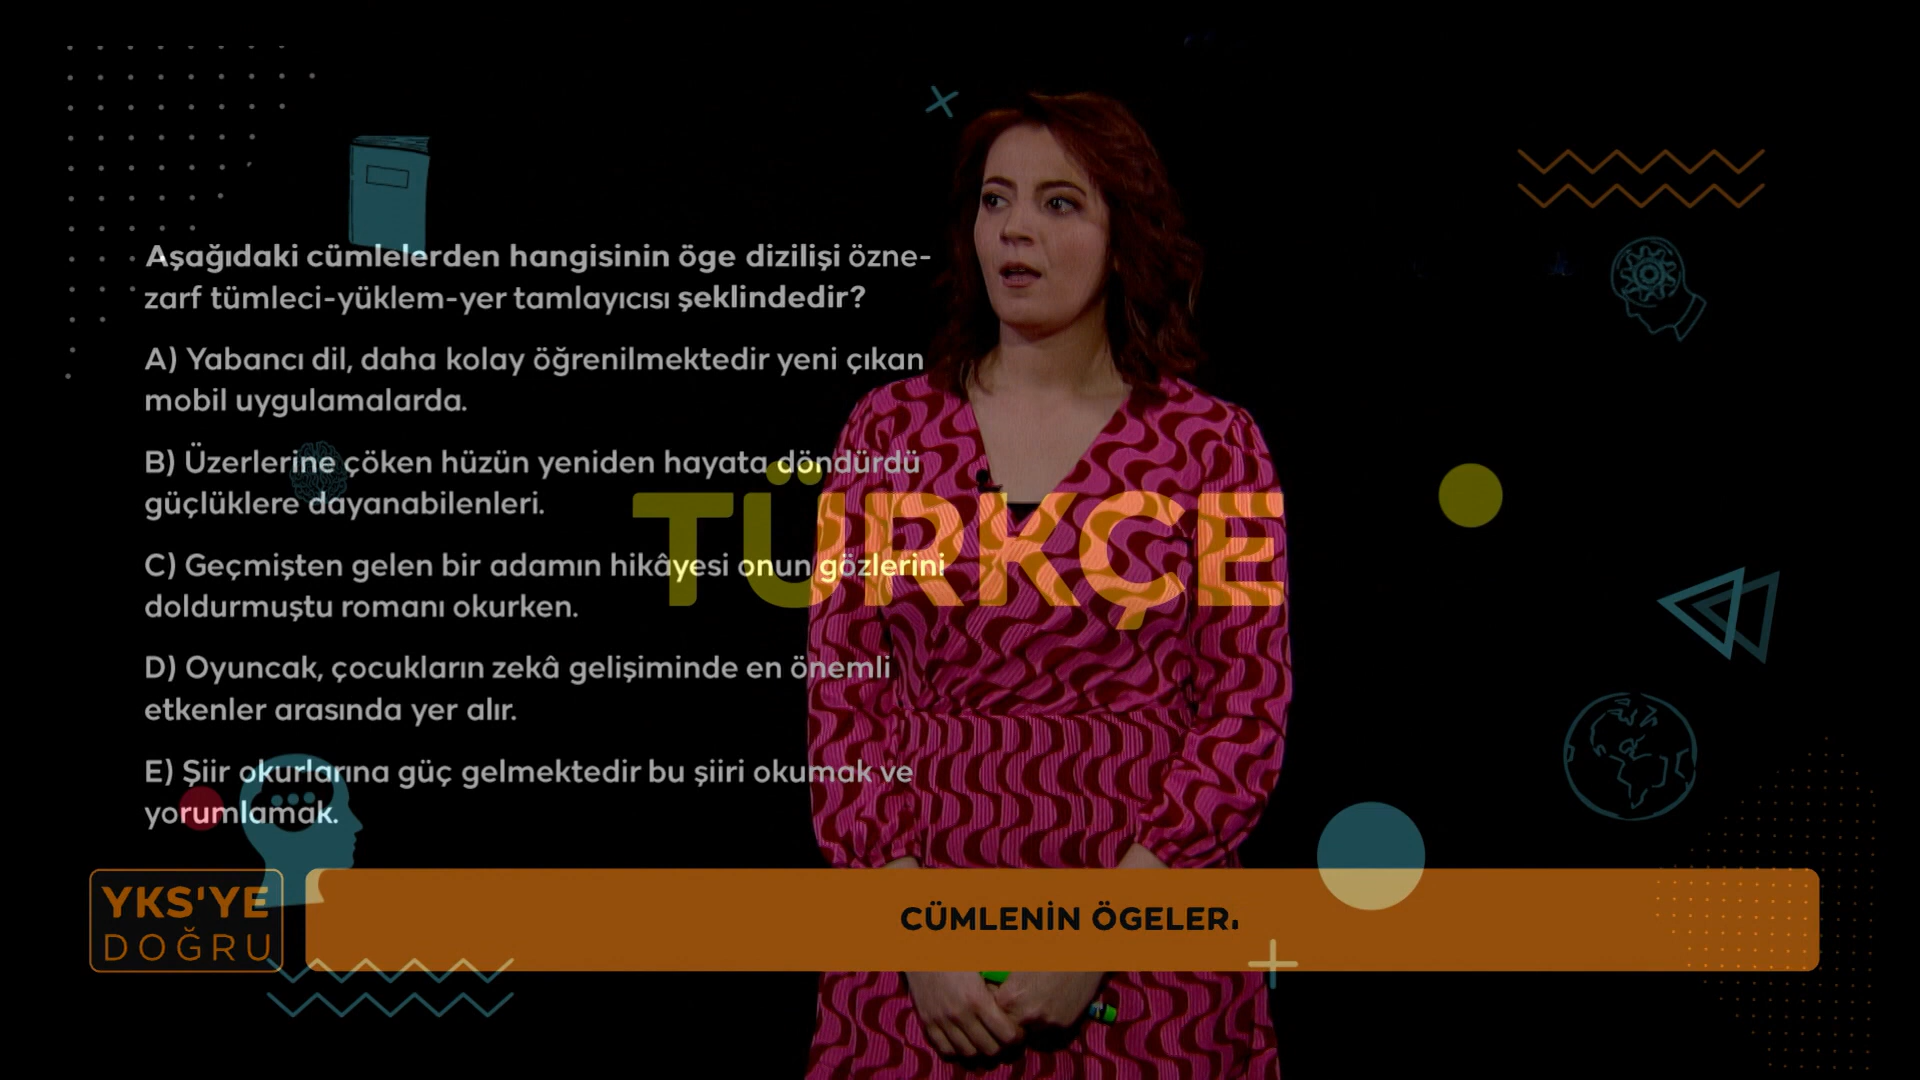 Aşağıdaki cümlelerden hangisinin öge dizilişi özne-
zarf tümleci-yüklem-yer tamlayıcısı şeklindedir?
A) Yabancı dil, daha kolay öğrenilmektedir yeni çıkan
mobil uygulamalarda.
B) Üzerlerine çöken hüzün yeniden hayata döndürdü
güçlüklere dayanabilenleri.
C) Geçmişten gelen bir adamın hikâyesi onun gözlerini
doldurmuştu romanı okurken.
D) Oyuncak, çocukların zekâ gelişiminde en önemli
etkenler arasında yer alır.
E) Şiir okurlarına güç gelmektedir bu şiiri okumak ve
yorumlamak.
TÜRKÇE
YKS'YE
DOĞRU
CÜMLENİN ÖGELER